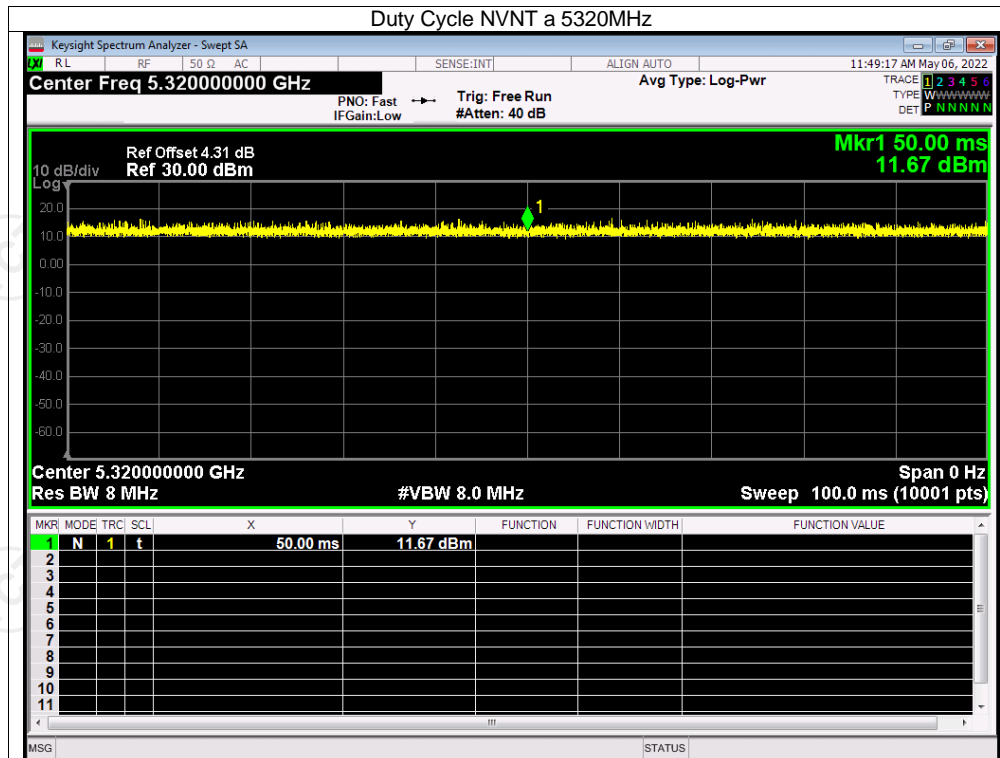 Duty Cycle NVNT a 5320MHz
Keysight Spectrum Analyzer - Swept SA
LXI RL RF 50 Ω AC SENSE:INT ALIGN AUTO 11:49:17 AM May 06, 2022
Center Freq 5.320000000 GHz Avg Type: Log-Pwr TRACE 1 2 3 4 5 6
PNO: Fast Trig: Free Run TYPE WWWWWW
IFGain:Low #Atten: 40 dB DET P N N N N N
Ref Offset 4.31 dB Mkr1 50.00 ms
10 dB/div Ref 30.00 dBm 11.67 dBm
Log
20.0
1
10.0
0.00
-10.0
-20.0
-30.0
-40.0
-50.0
-60.0
Center 5.320000000 GHz Span 0 Hz
Res BW 8 MHz #VBW 8.0 MHz Sweep 100.0 ms (10001 pts)
MKR MODE TRC SCL X Y FUNCTION FUNCTION WIDTH FUNCTION VALUE
1 N 1 t 50.00 ms 11.67 dBm
2
3
4
5
6
7
8
9
10
11
MSG STATUS